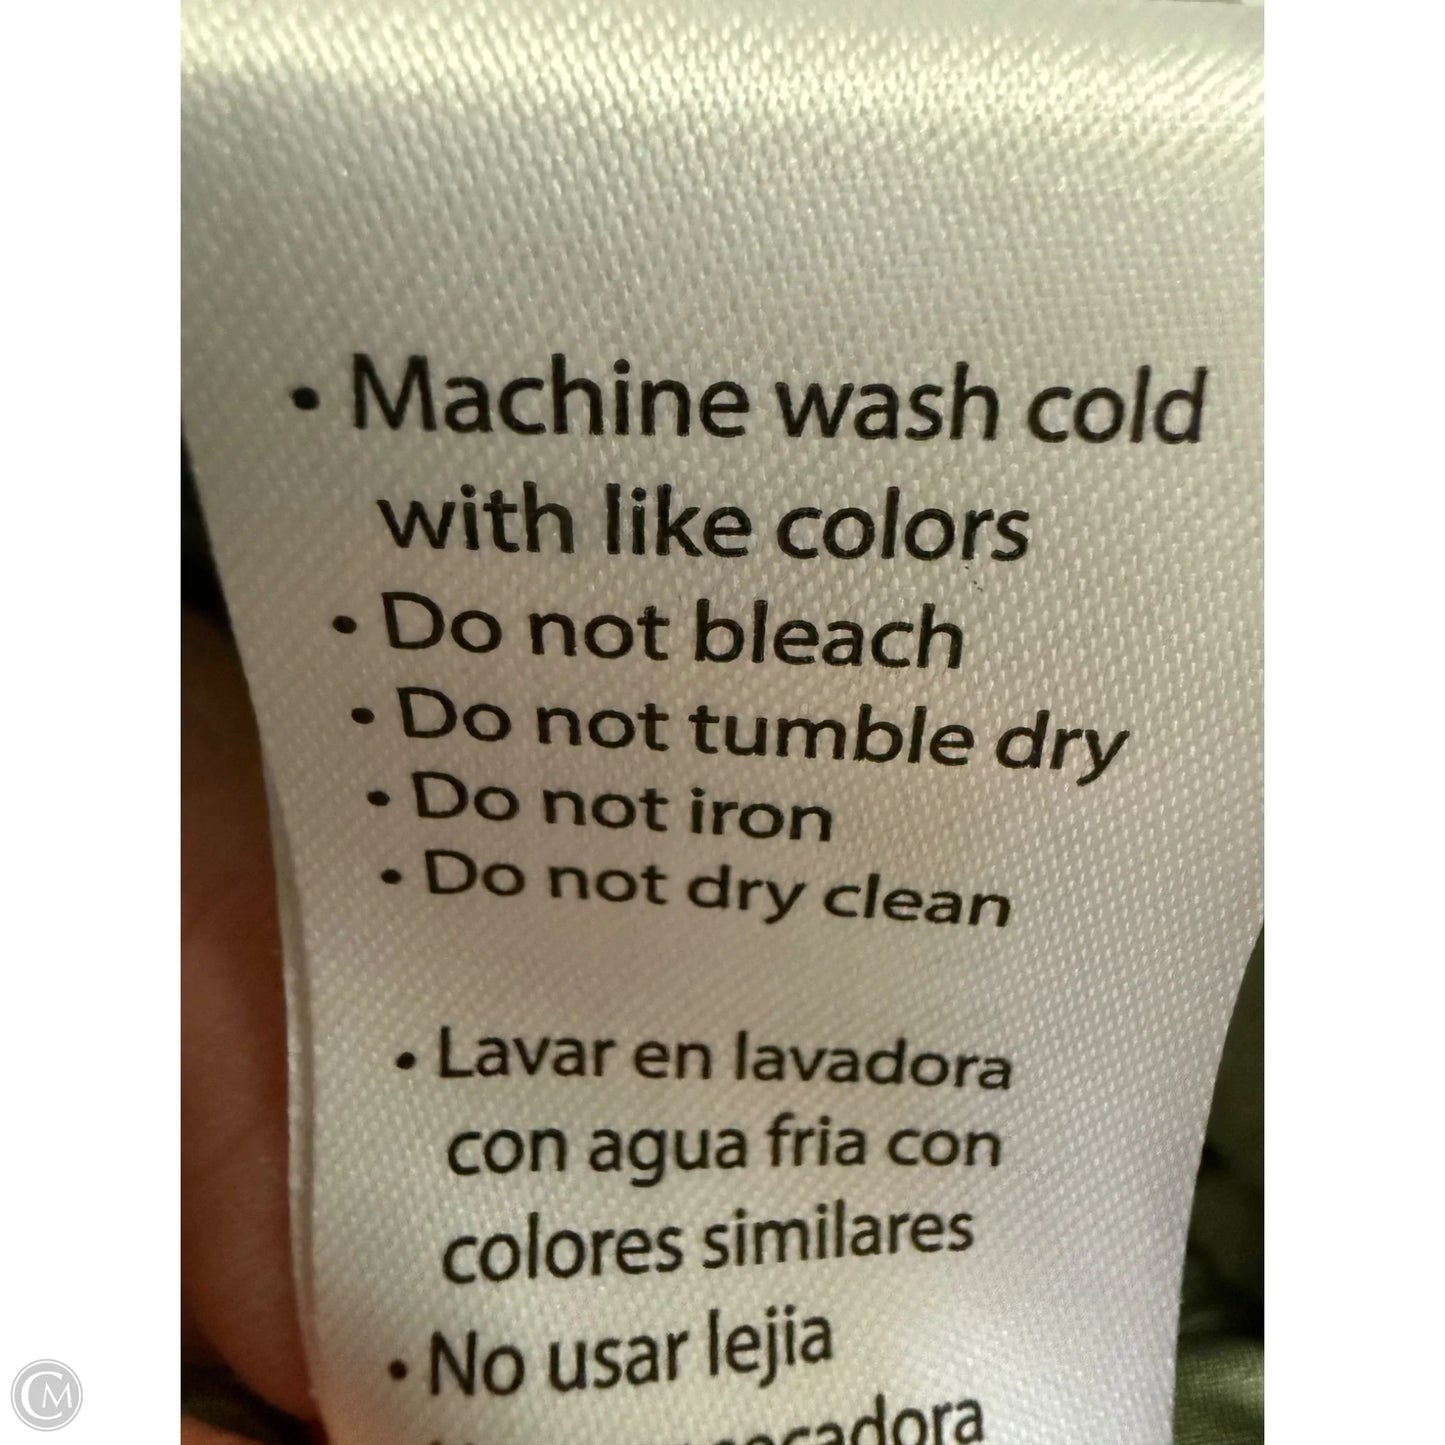 • Machine wash cold
with like colors
• Do not bleach
• Do not tumble dry
• Do not iron
• Do not dry clean
• Lavar en lavadora
con agua fria con
colores similares
• No usar lejia
CM